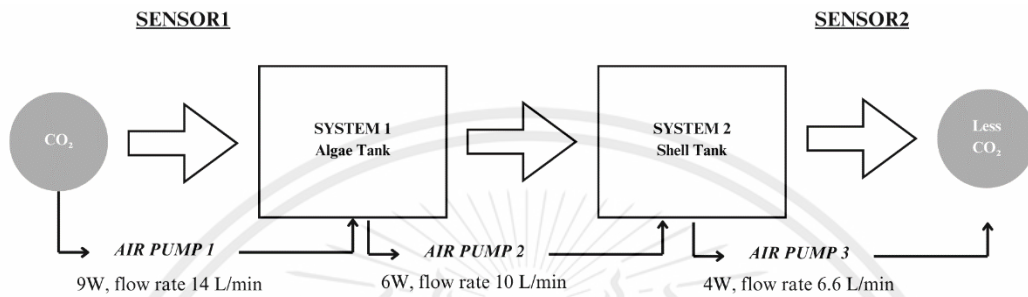 SENSOR1
SENSOR2
CO₂
SYSTEM 1
Algae Tank
SYSTEM 2
Shell Tank
Less
CO₂
AIR PUMP 1
AIR PUMP 2
AIR PUMP 3
9W, flow rate 14 L/min
6W, flow rate 10 L/min
4W, flow rate 6.6 L/min